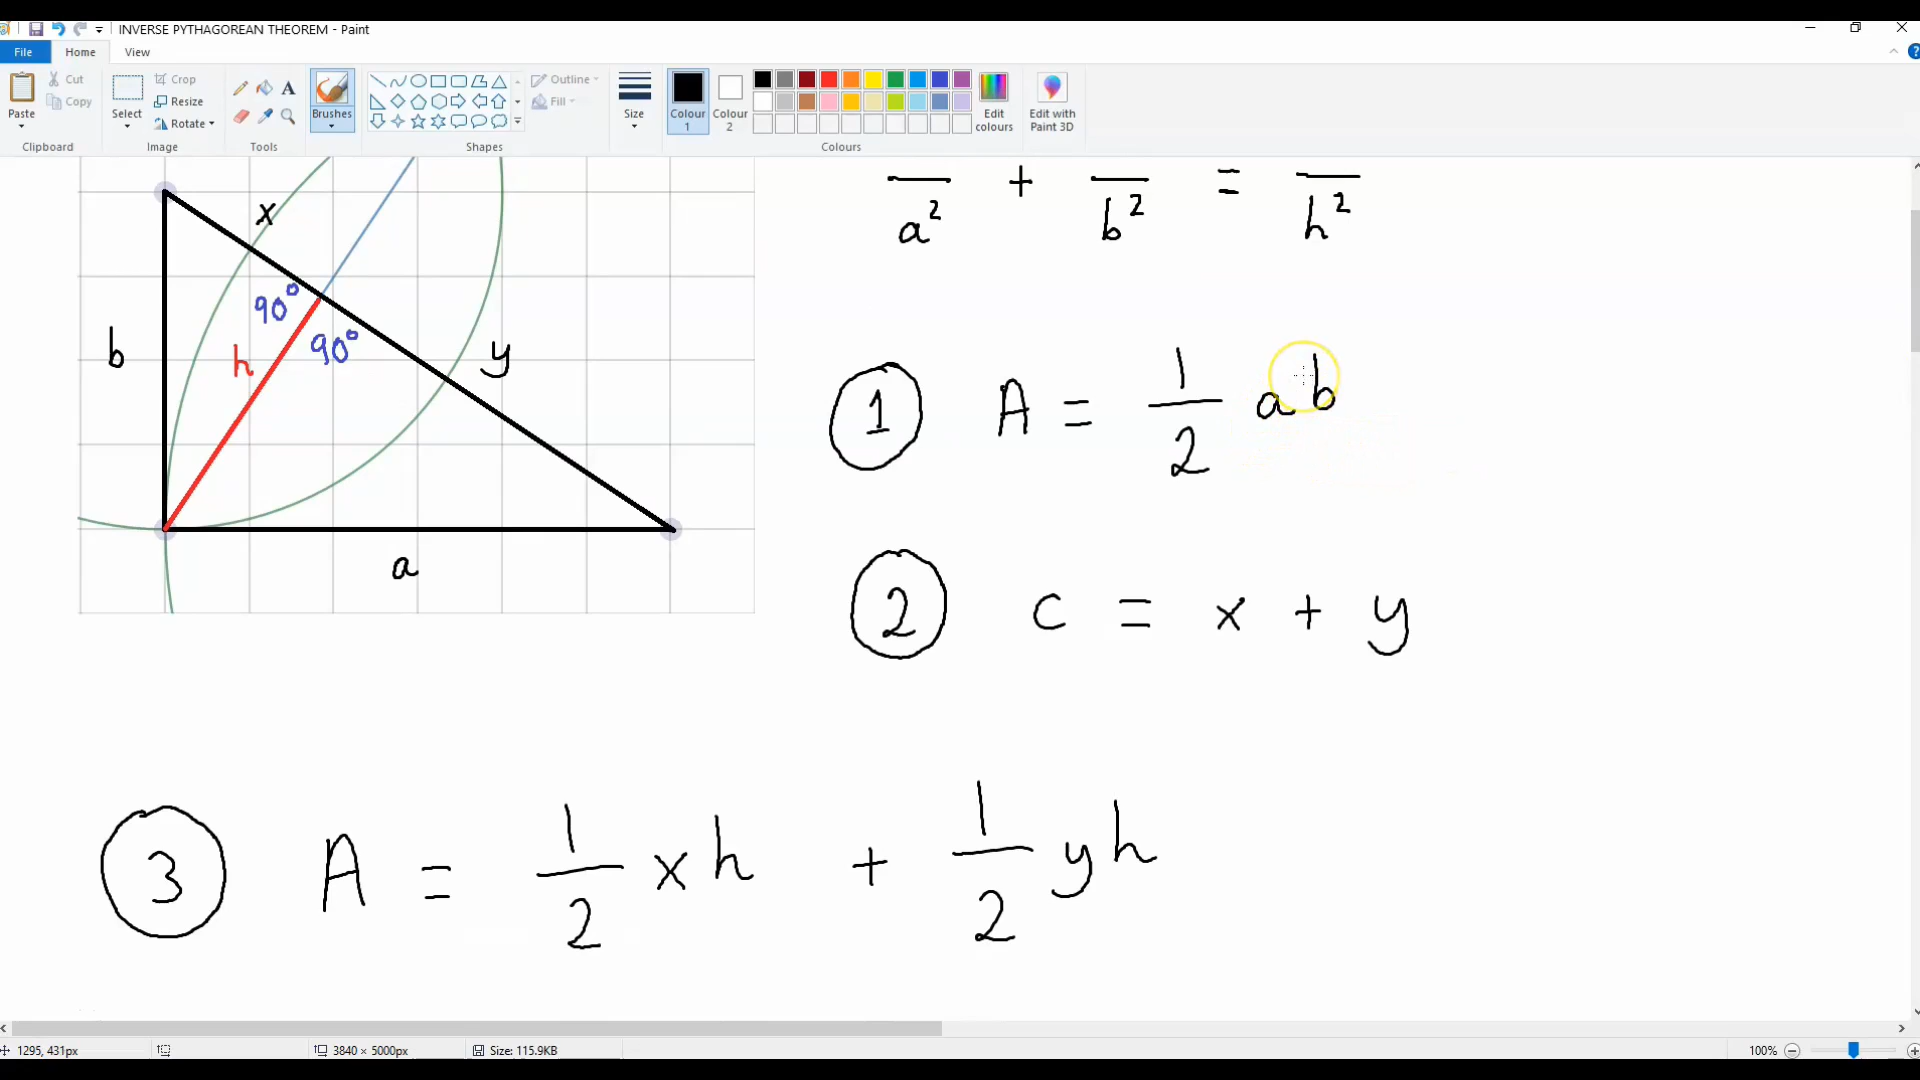 INVERSE PYTHAGOREAN THEOREM - Paint
File Home View
Paste Cut Copy Clipboard
Select Crop Resize Rotate Image
Tools
Brushes
Shapes Outline Fill
Size
Colour 1 Colour 2 Edit colours Colours
Edit with Paint 3D
x
90°
90°
h
b
y
a
a² + b² = h²
1 A = 1/2 ab
2 c = x + y
3 A = 1/2 xh + 1/2 yh
1295, 431px 3840 × 5000px Size: 115.9KB 100%